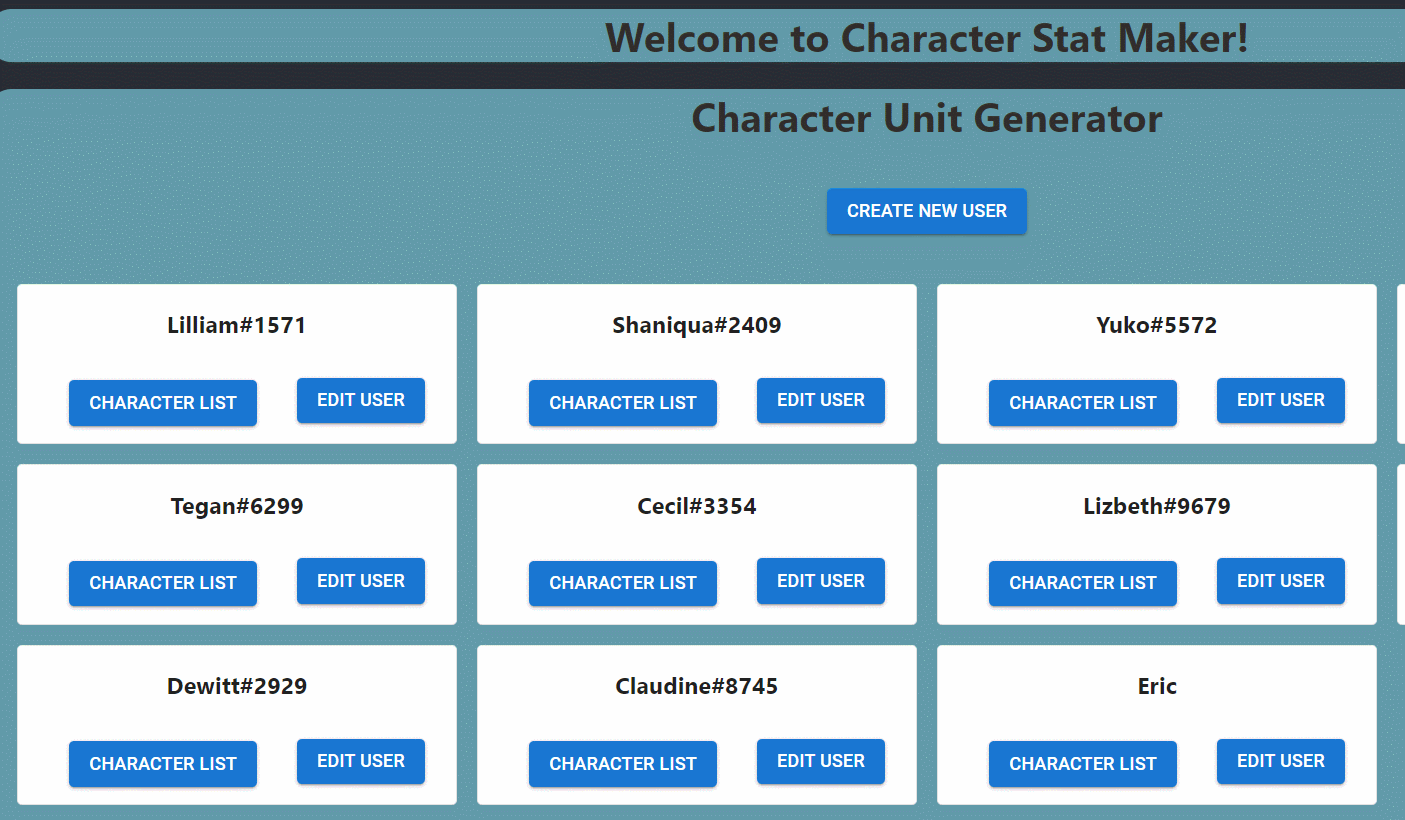 Welcome to Character Stat Maker!
Character Unit Generator
CREATE NEW USER
Lilliam#1571
CHARACTER LIST EDIT USER
Shaniqua#2409
CHARACTER LIST EDIT USER
Yuko#5572
CHARACTER LIST EDIT USER
Tegan#6299
CHARACTER LIST EDIT USER
Cecil#3354
CHARACTER LIST EDIT USER
Lizbeth#9679
CHARACTER LIST EDIT USER
Dewitt#2929
CHARACTER LIST EDIT USER
Claudine#8745
CHARACTER LIST EDIT USER
Eric
CHARACTER LIST EDIT USER